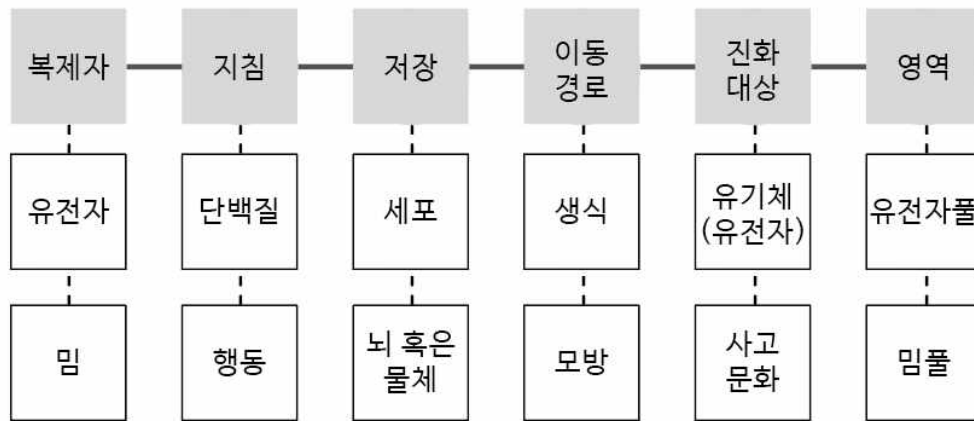 복제자
지침
저장
이동
경로
진화
대상
영역
유전자
단백질
세포
생식
유기체
(유전자)
유전자풀
밈
행동
뇌 혹은
물체
모방
사고
문화
밈풀